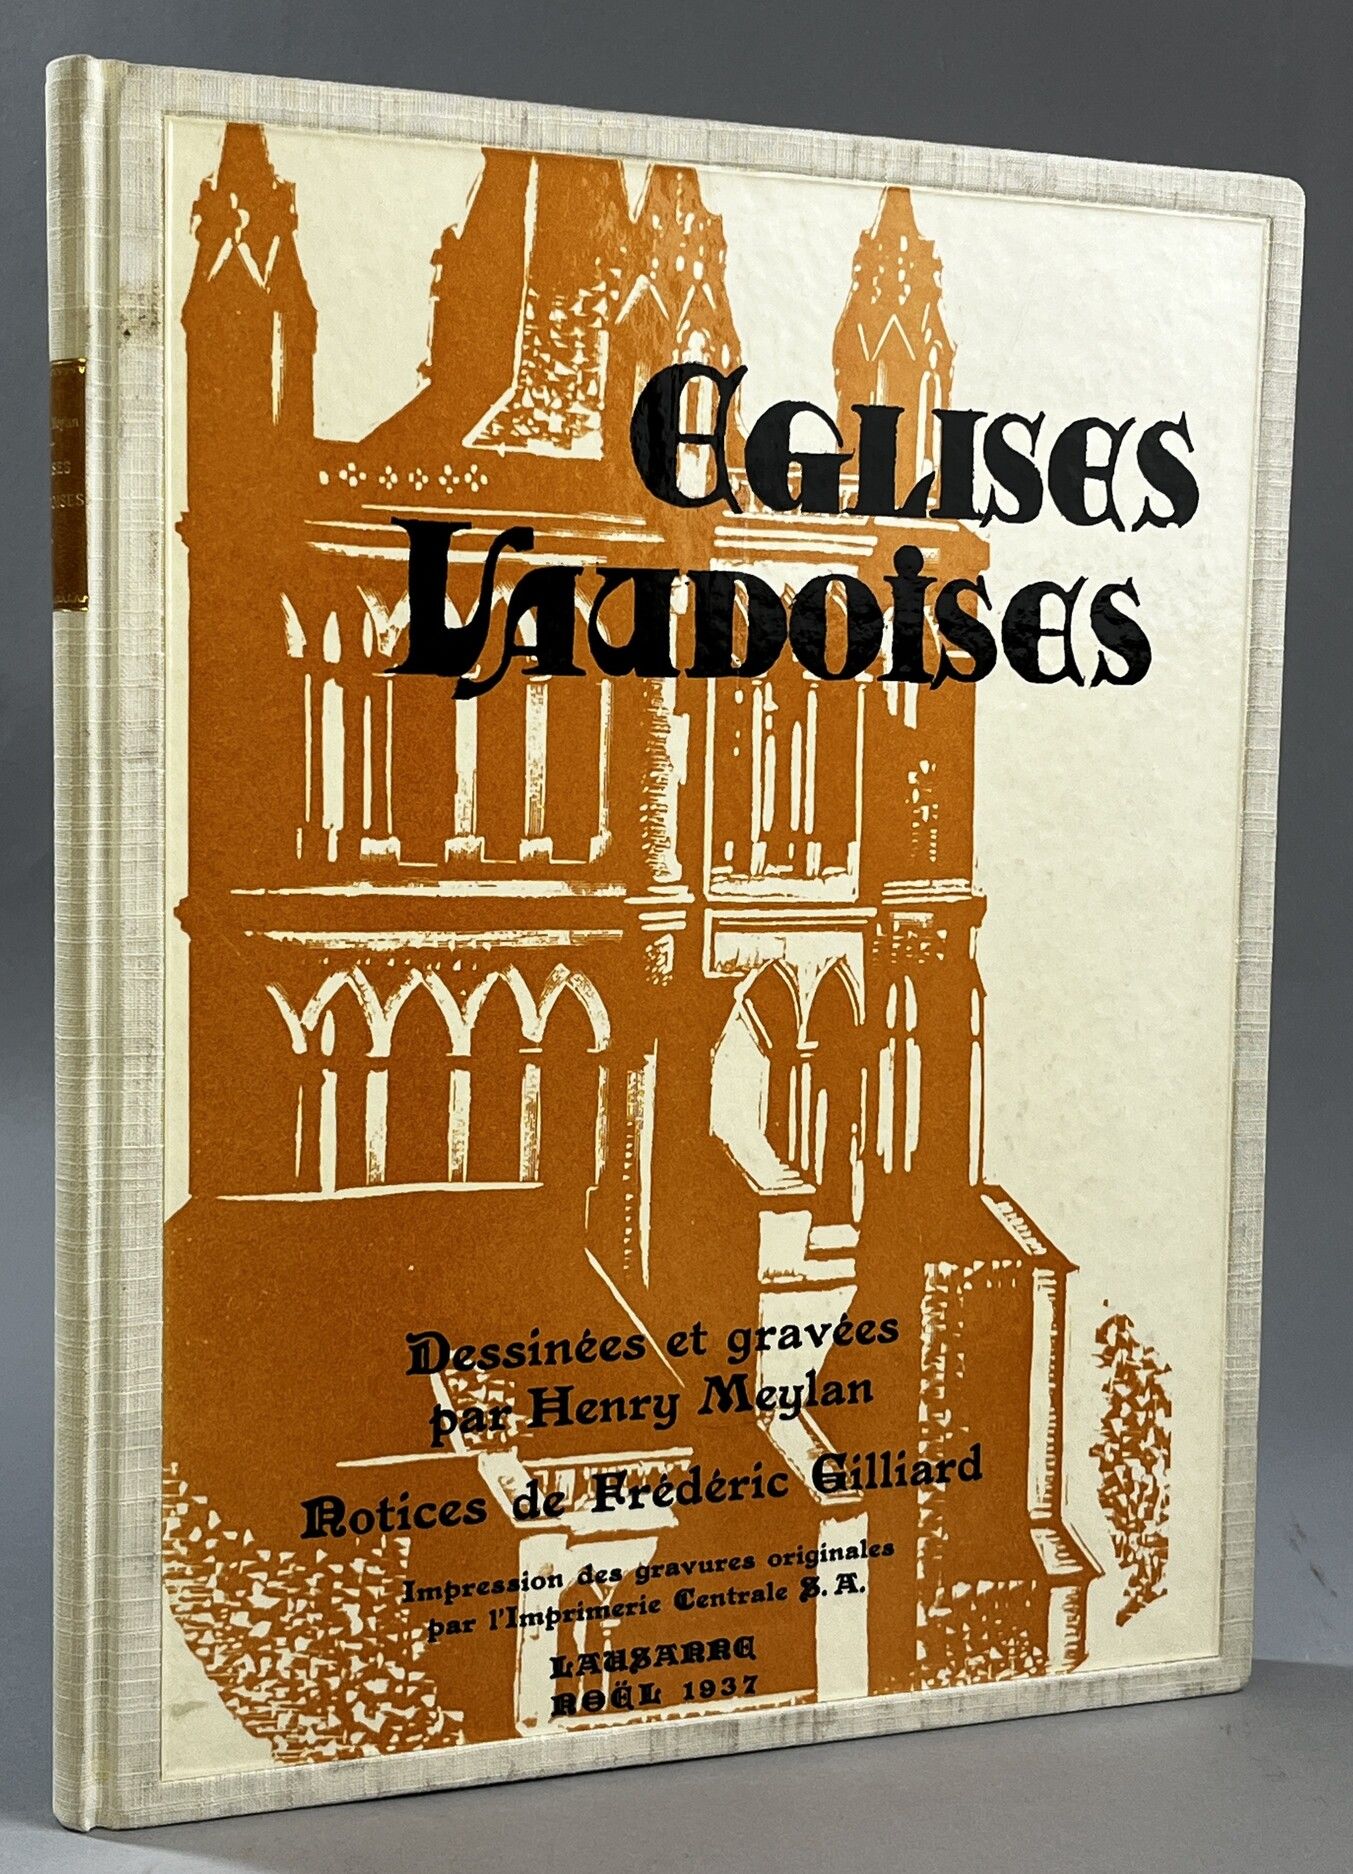 EGLISES
VAUDOISES
Dessinées et gravées
par Henry Meylan
Notices de Frédéric Gilliard
Impression des gravures originales
par l'Imprimerie Centrale S. A.
LAUSANNE
NOËL 1937